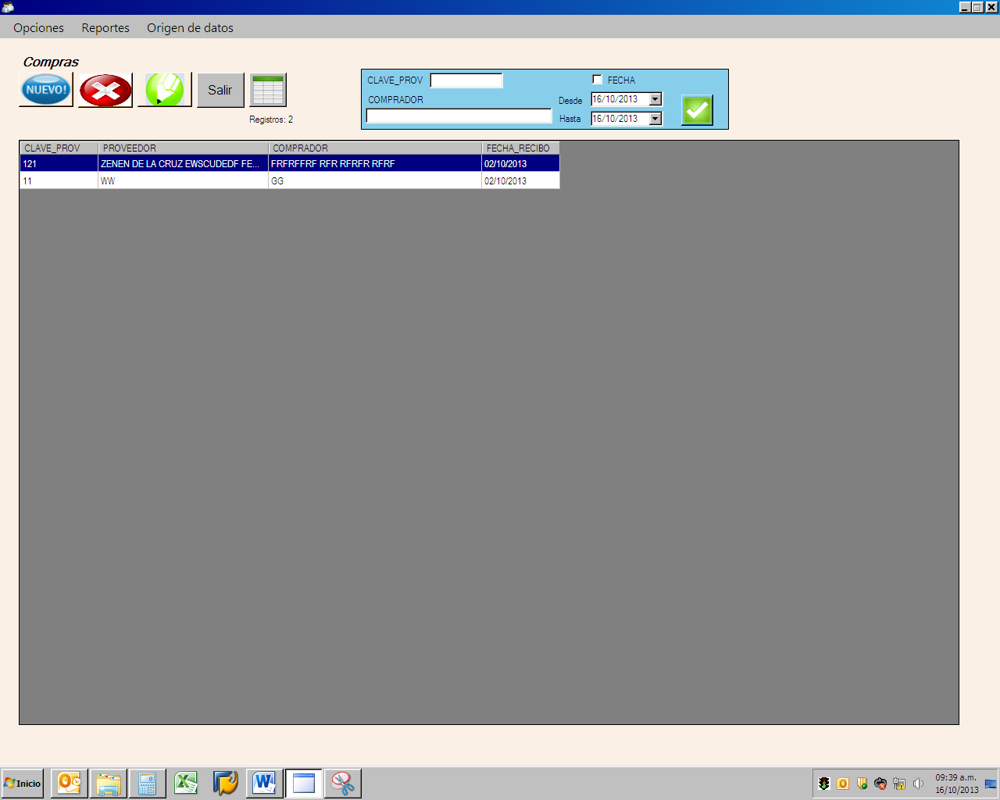 Opciones Reportes Origen de datos
Compras
NUEVO!
Salir
Registros: 2
CLAVE_PROV
FECHA
COMPRADOR
Desde 16/10/2013
Hasta 16/10/2013
CLAVE_PROV PROVEEDOR COMPRADOR FECHA_RECIBO
121 ZENEN DE LA CRUZ EWSCUDEDF FE... FRFRFFRF RFR RFRFR RFRF 02/10/2013
11 WW GG 02/10/2013
Inicio
09:39 a.m.
16/10/2013